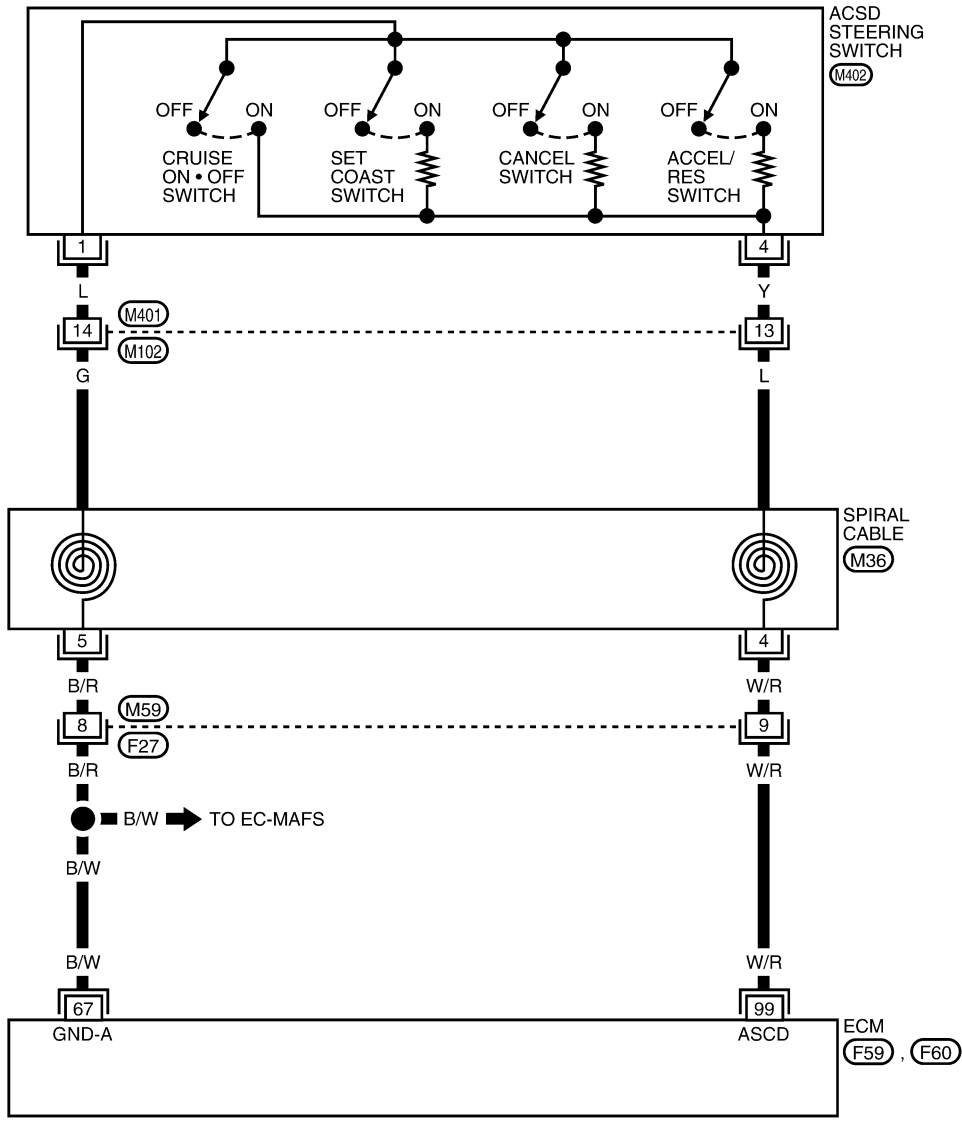 ACSD
STEERING
SWITCH
M402
OFF ON
OFF ON
OFF ON
OFF ON
CRUISE
ON • OFF
SWITCH
SET
COAST
SWITCH
CANCEL
SWITCH
ACCEL/
RES
SWITCH
1
4
L
Y
M401
14
13
M102
G
L
SPIRAL
CABLE
M36
5
4
B/R
W/R
M59
8
9
F27
B/R
W/R
B/W
TO EC-MAFS
B/W
B/W
W/R
67
99
GND-A
ASCD
ECM
F59 , F60